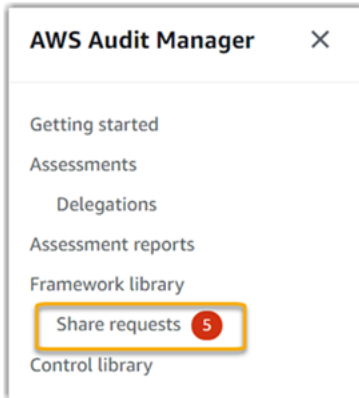 AWS Audit Manager
Getting started
Assessments
Delegations
Assessment reports
Framework library
Share requests 5
Control library